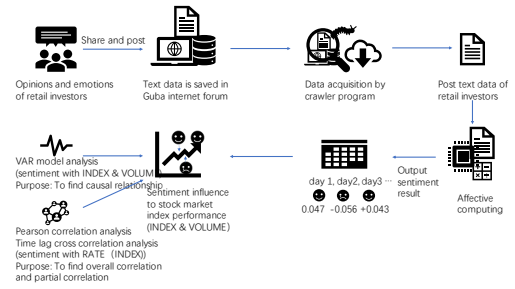 Share and post
Opinions and emotions
of retail investors
Text data is saved in
Guba internet forum
Data acquisition by
crawler program
Post text data of
retail investors
VAR model analysis
(sentiment with INDEX & VOLUM
Purpose: To find causal relationship
Sentiment influence
to stock market
index performance
(INDEX & VOLUME)
day 1, day2, day3 ···
0.047 -0.056 +0.043
Output
sentiment
result
Affective
computing
Pearson correlation analysis
Time lag cross correlation analysis
(sentiment with RATE (INDEX))
Purpose: To find overall correlation
and partial correlation